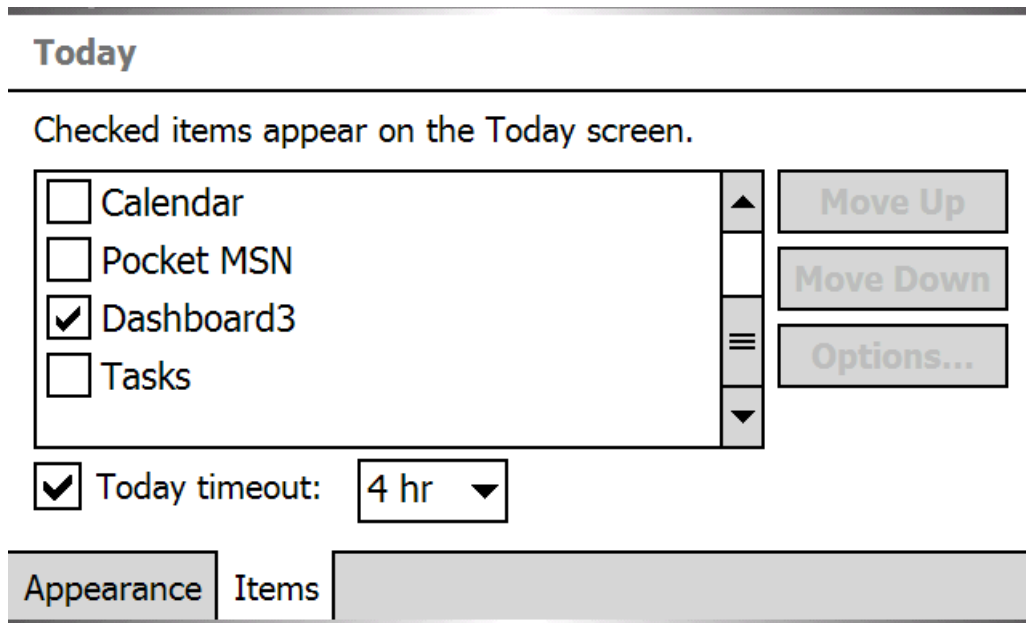 Today
Checked items appear on the Today screen.
Calendar
Pocket MSN
Dashboard3
Tasks
Move Up
Move Down
Options...
Today timeout: 4 hr
Appearance Items